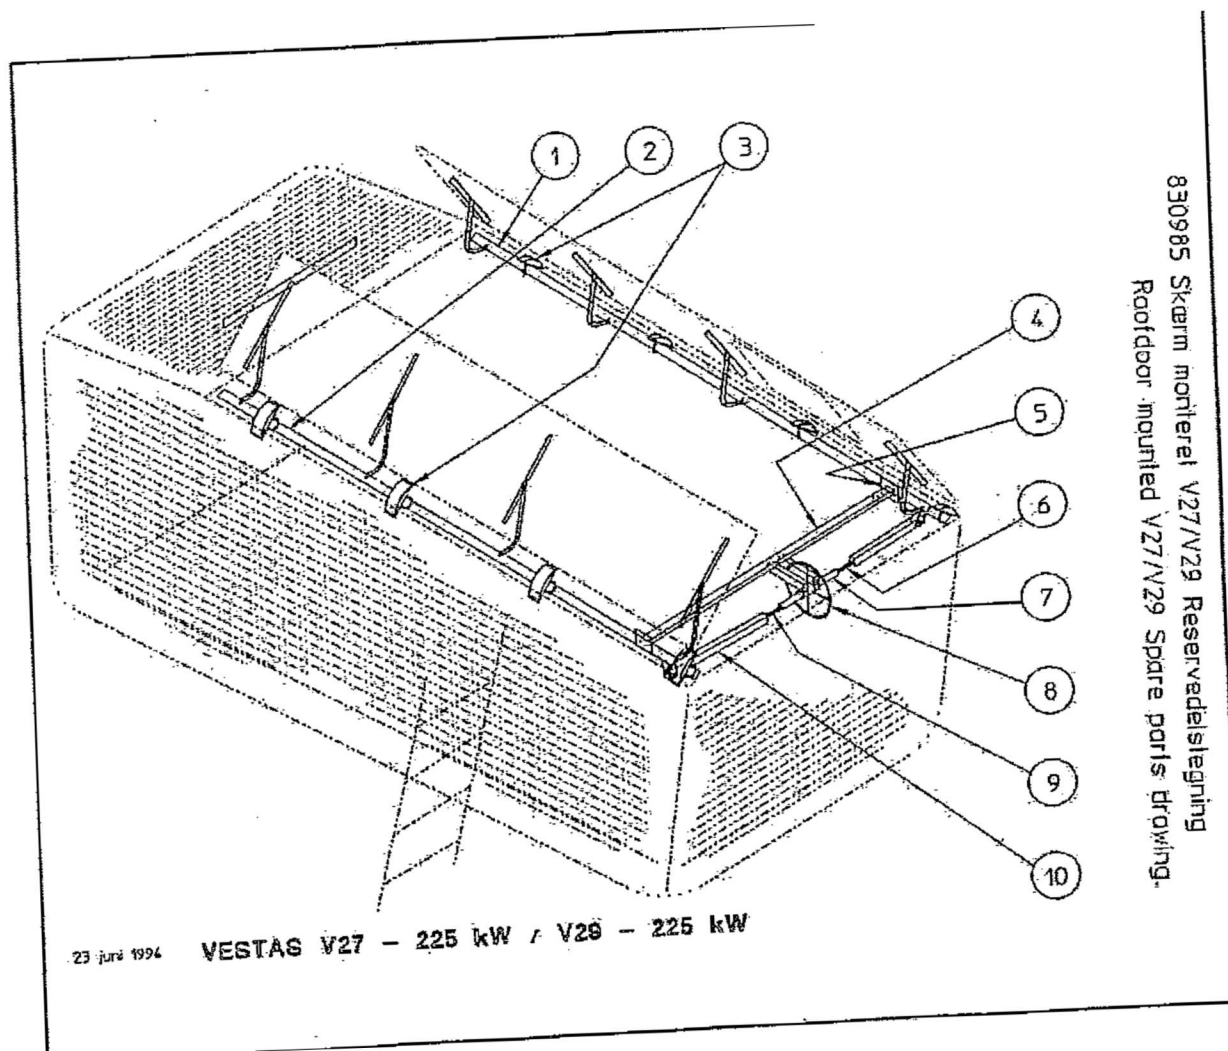 1
2
3
4
5
6
7
8
9
10
830985 Skærm monteret V27/V29 Reservedelstegning
Roofdoor mounted V27/V29 Spare parts drawing.
23 juni 1994
VESTAS V27 – 225 kW / V29 – 225 kW